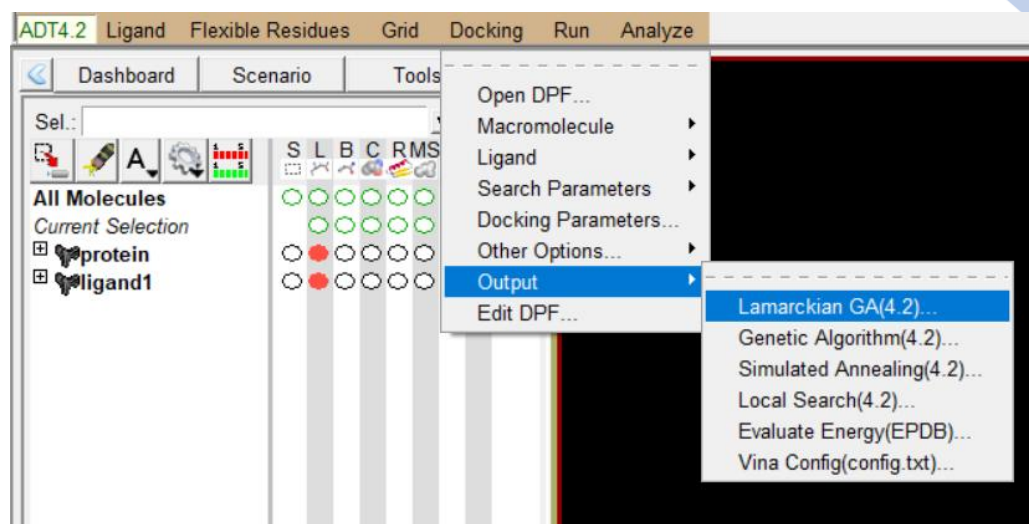 ADT4.2 Ligand Flexible Residues Grid Docking Run Analyze
Dashboard Scenario Tools
Sel.:
A
S L B C R MS
All Molecules
Current Selection
protein
ligand1
Open DPF...
Macromolecule
Ligand
Search Parameters
Docking Parameters...
Other Options...
Output
Edit DPF...
Lamarckian GA(4.2)...
Genetic Algorithm(4.2)...
Simulated Annealing(4.2)...
Local Search(4.2)...
Evaluate Energy(EPDB)...
Vina Config(config.txt)...